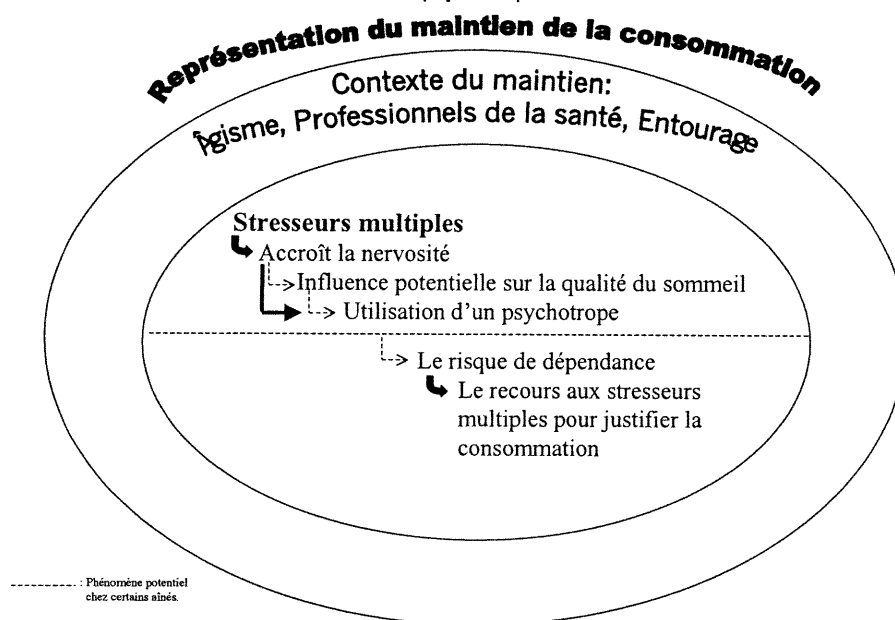 Représentation du maintien de la consommation
Contexte du maintien:
Âgisme, Professionnels de la santé, Entourage
Stresseurs multiples
Accroît la nervosité
Influence potentielle sur la qualité du sommeil
Utilisation d'un psychotrope
Le risque de dépendance
Le recours aux stresseurs
multiples pour justifier la
consommation
: Phénomène potentiel
chez certains aînés.